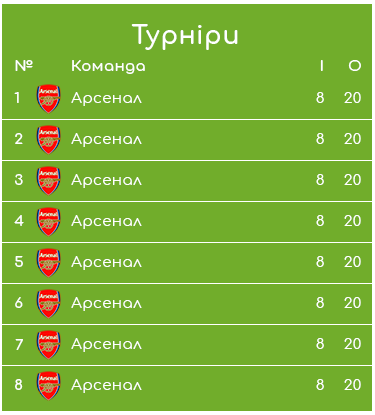 Турніри
№ Команда І О
1 Arsenal Арсенал 8 20
2 Arsenal Арсенал 8 20
3 Arsenal Арсенал 8 20
4 Arsenal Арсенал 8 20
5 Arsenal Арсенал 8 20
6 Arsenal Арсенал 8 20
7 Arsenal Арсенал 8 20
8 Arsenal Арсенал 8 20